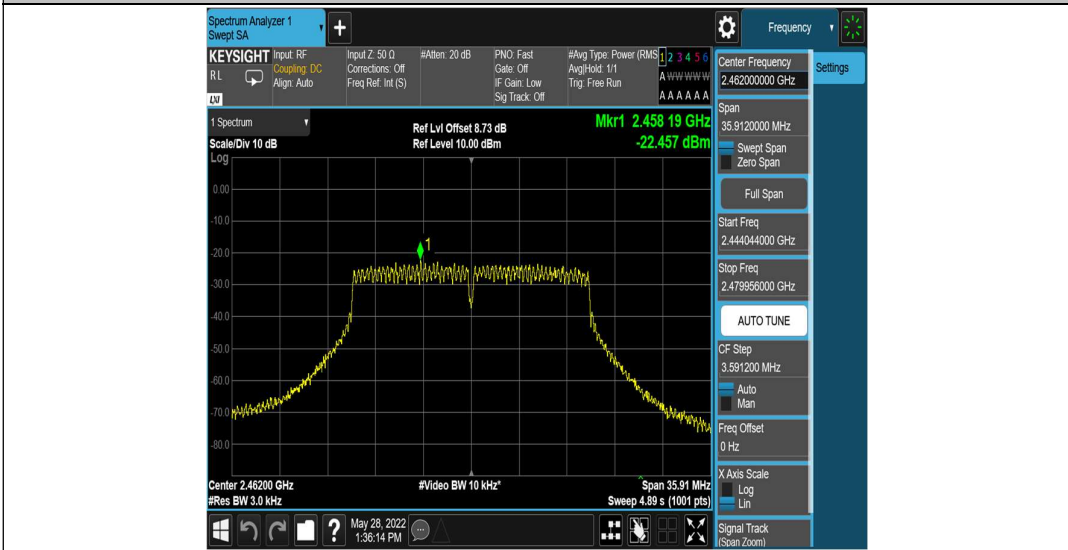 Spectrum Analyzer 1
Swept SA
+
Frequency
KEYSIGHT
RL
LXI
Input: RF
Coupling: DC
Align: Auto
Input Z: 50 Ω
Corrections: Off
Freq Ref: Int (S)
#Atten: 20 dB
PNO: Fast
Gate: Off
IF Gain: Low
Sig Track: Off
#Avg Type: Power (RMS
Avg|Hold: 1/1
Trig: Free Run
1 2 3 4 5 6
A W W W W W
A A A A A A
1 Spectrum
Scale/Div 10 dB
Log
Ref Lvl Offset 8.73 dB
Ref Level 10.00 dBm
Mkr1 2.458 19 GHz
-22.457 dBm
0.00
-10.0
-20.0
-30.0
-40.0
-50.0
-60.0
-70.0
-80.0
1
Center 2.46200 GHz
#Res BW 3.0 kHz
#Video BW 10 kHz*
Span 35.91 MHz
Sweep 4.89 s (1001 pts)
?
May 28, 2022
1:36:14 PM
Center Frequency
2.462000000 GHz
Span
35.9120000 MHz
Swept Span
Zero Span
Full Span
Start Freq
2.444044000 GHz
Stop Freq
2.479956000 GHz
AUTO TUNE
CF Step
3.591200 MHz
Auto
Man
Freq Offset
0 Hz
X Axis Scale
Log
Lin
Signal Track
(Span Zoom)
Settings